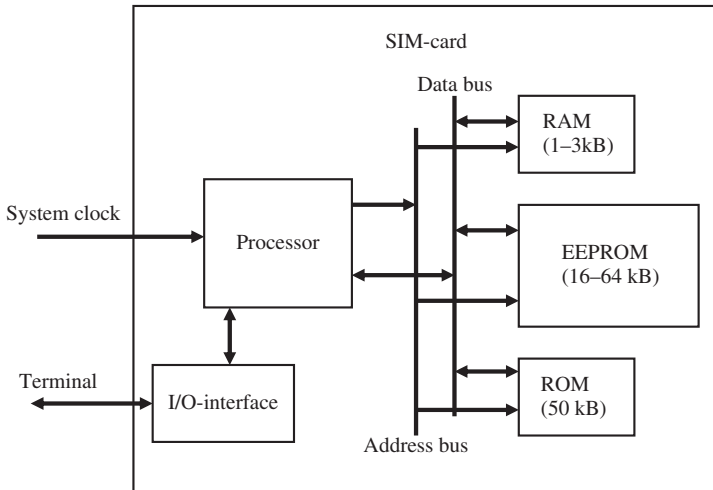 SIM-card
Data bus
RAM
(1–3kB)
System clock
Processor
EEPROM
(16–64 kB)
Terminal
I/O-interface
ROM
(50 kB)
Address bus